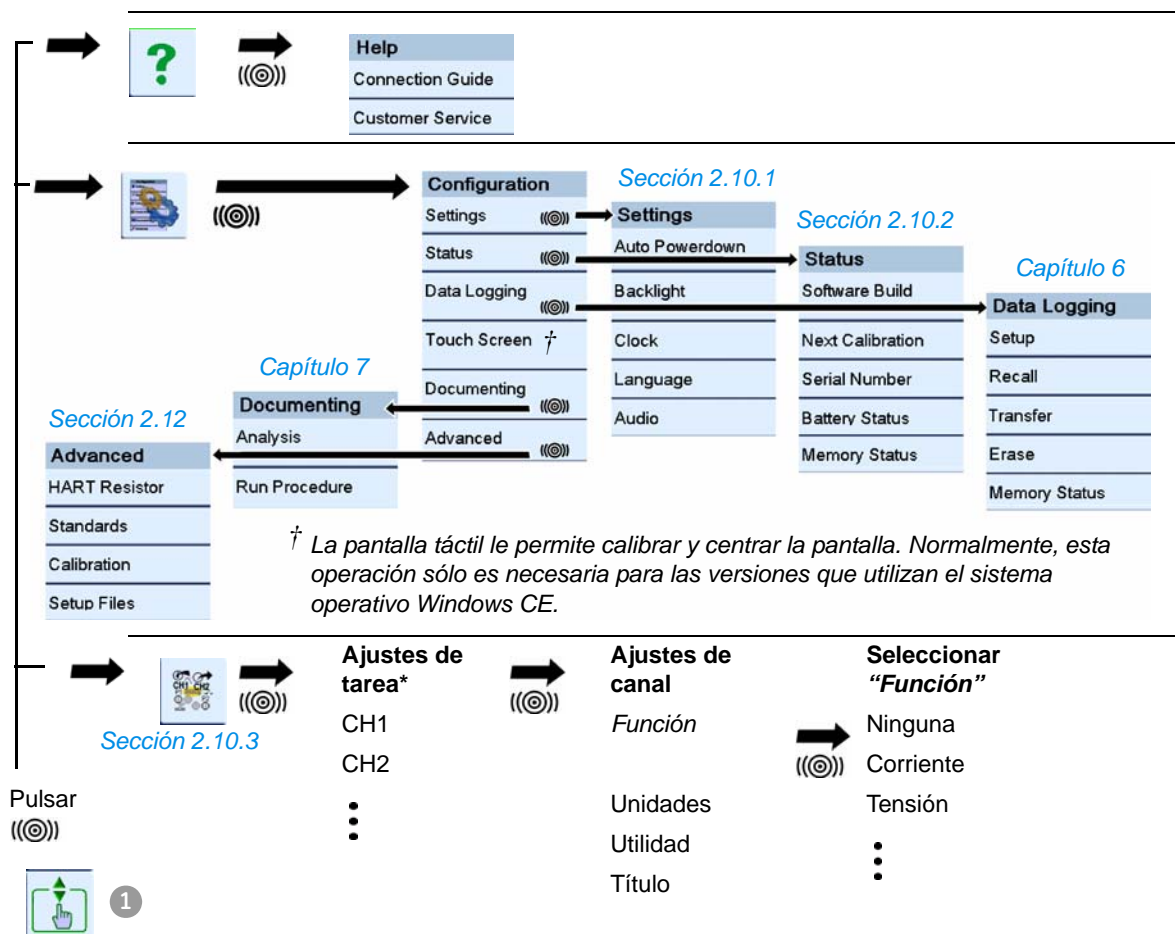 ?
Help
Connection Guide
Customer Service
Configuration
Settings
Status
Data Logging
Touch Screen †
Documenting
Advanced
Sección 2.10.1
Settings
Auto Powerdown
Backlight
Clock
Language
Audio
Sección 2.10.2
Status
Software Build
Next Calibration
Serial Number
Battery Status
Memory Status
Capítulo 6
Data Logging
Setup
Recall
Transfer
Erase
Memory Status
Capítulo 7
Documenting
Analysis
Run Procedure
Sección 2.12
Advanced
HART Resistor
Standards
Calibration
Setup Files
† La pantalla táctil le permite calibrar y centrar la pantalla. Normalmente, esta
operación sólo es necesaria para las versiones que utilizan el sistema
operativo Windows CE.
CH1 CH2
Sección 2.10.3
Ajustes de
tarea*
CH1
CH2
Ajustes de
canal
Función
Unidades
Utilidad
Título
Seleccionar
“Función”
Ninguna
Corriente
Tensión
Pulsar
1